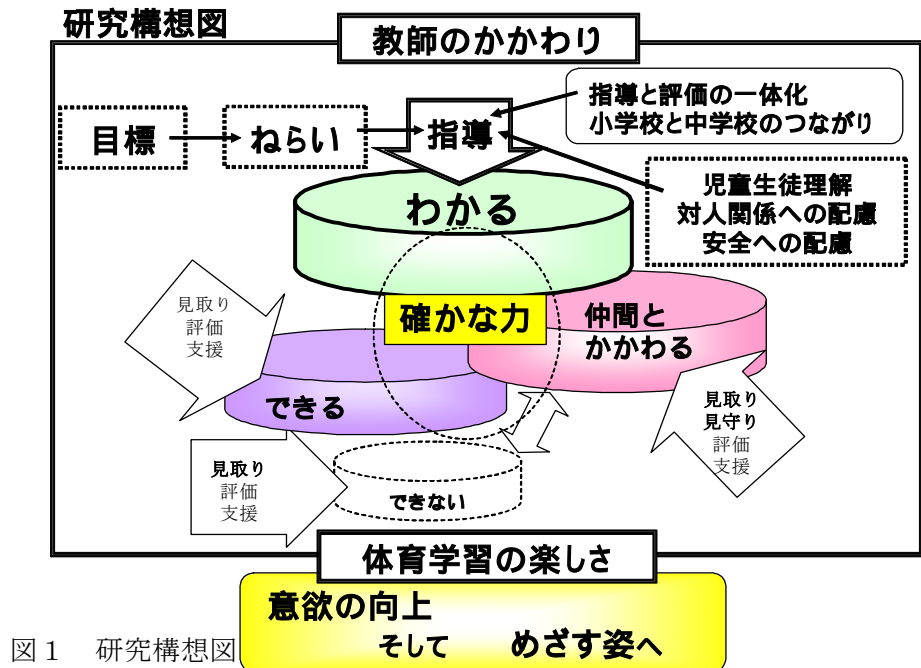 研究構想図
教師のかかわり
目標
ねらい
指導
指導と評価の一体化
小学校と中学校のつながり
児童生徒理解
対人関係への配慮
安全への配慮
わかる
確かな力
仲間と
かかわる
できる
できない
見取り
評価
支援
見取り
評価
支援
見取り
見守り
評価
支援
体育学習の楽しさ
意欲の向上
そして めざす姿へ
図1 研究構想図